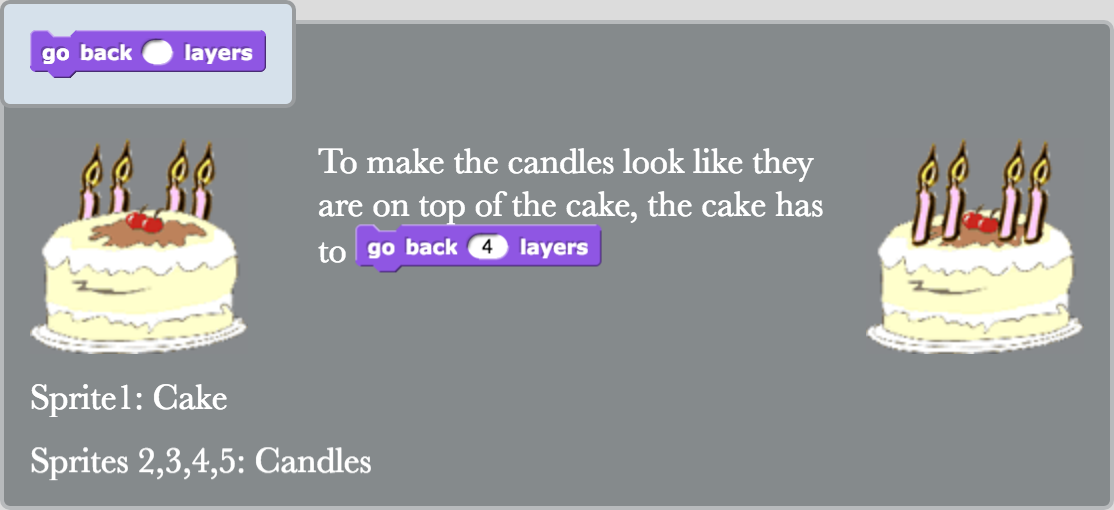 go back layers
To make the candles look like they
are on top of the cake, the cake has
to go back 4 layers
Sprite1: Cake
Sprites 2,3,4,5: Candles